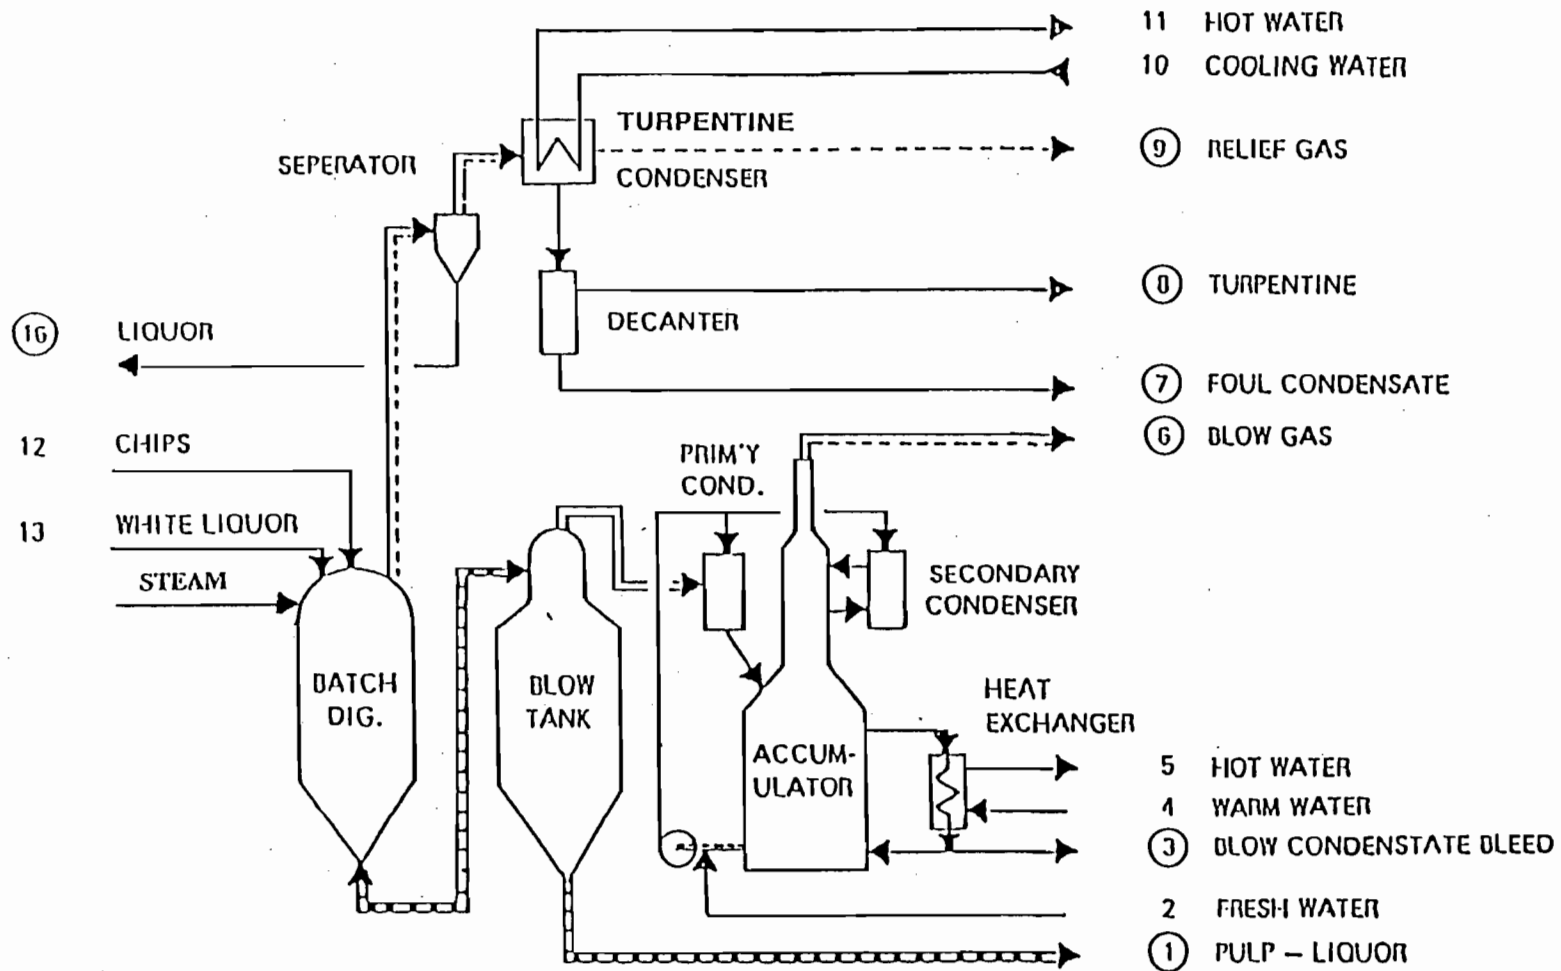 11 HOT WATER
10 COOLING WATER
TURPENTINE
CONDENSER
9 RELIEF GAS
SEPERATOR
8 TURPENTINE
DECANTER
16 LIQUOR
7 FOUL CONDENSATE
6 BLOW GAS
12 CHIPS
PRIM'Y
COND.
13 WHITE LIQUOR
STEAM
SECONDARY
CONDENSER
BATCH
DIG.
BLOW
TANK
HEAT
EXCHANGER
ACCUM-
ULATOR
5 HOT WATER
4 WARM WATER
3 BLOW CONDENSTATE BLEED
2 FRESH WATER
1 PULP – LIQUOR